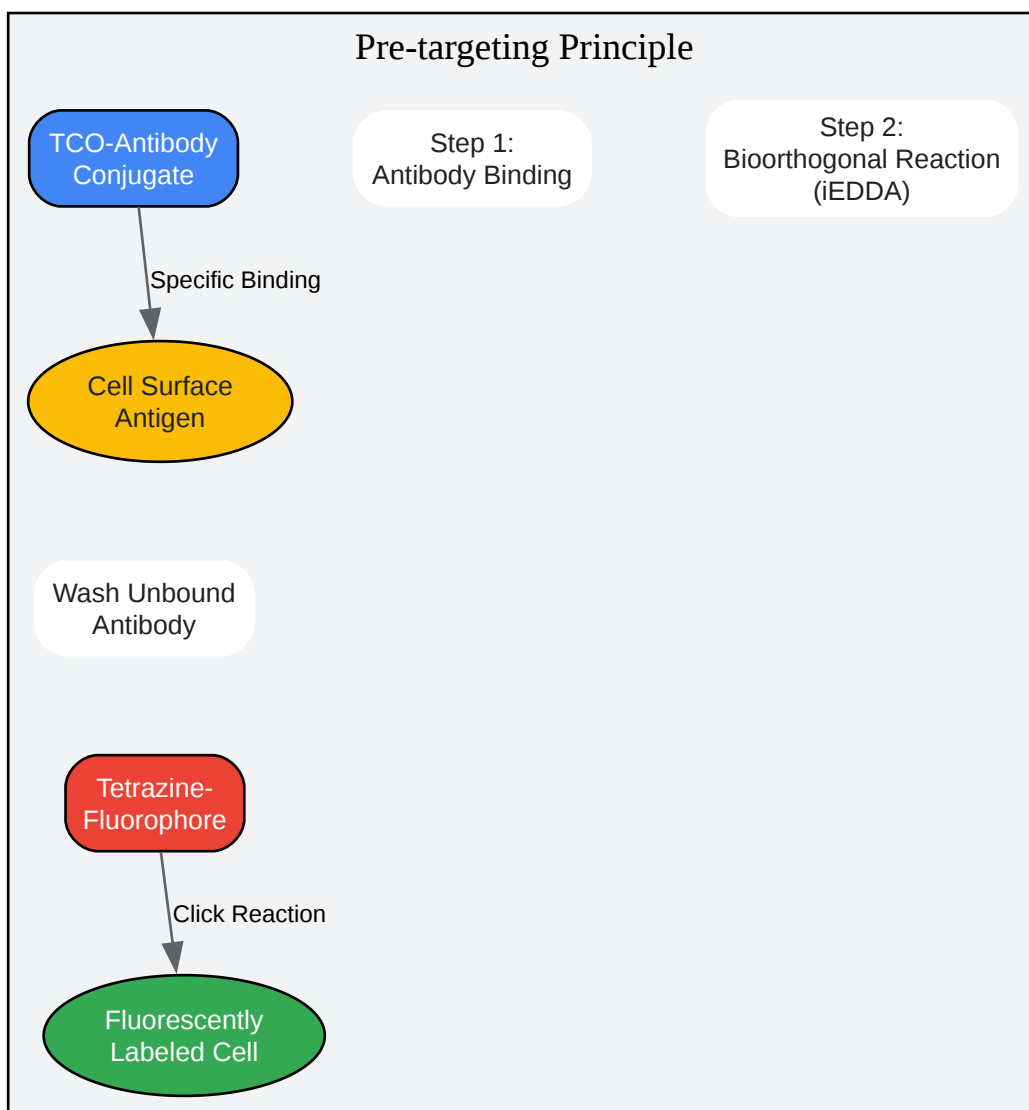 Pre-targeting Principle
TCO-Antibody
Conjugate
Step 1:
Antibody Binding
Step 2:
Bioorthogonal Reaction
(iEDDA)
Specific Binding
Cell Surface
Antigen
Wash Unbound
Antibody
Tetrazine-
Fluorophore
Click Reaction
Fluorescently
Labeled Cell